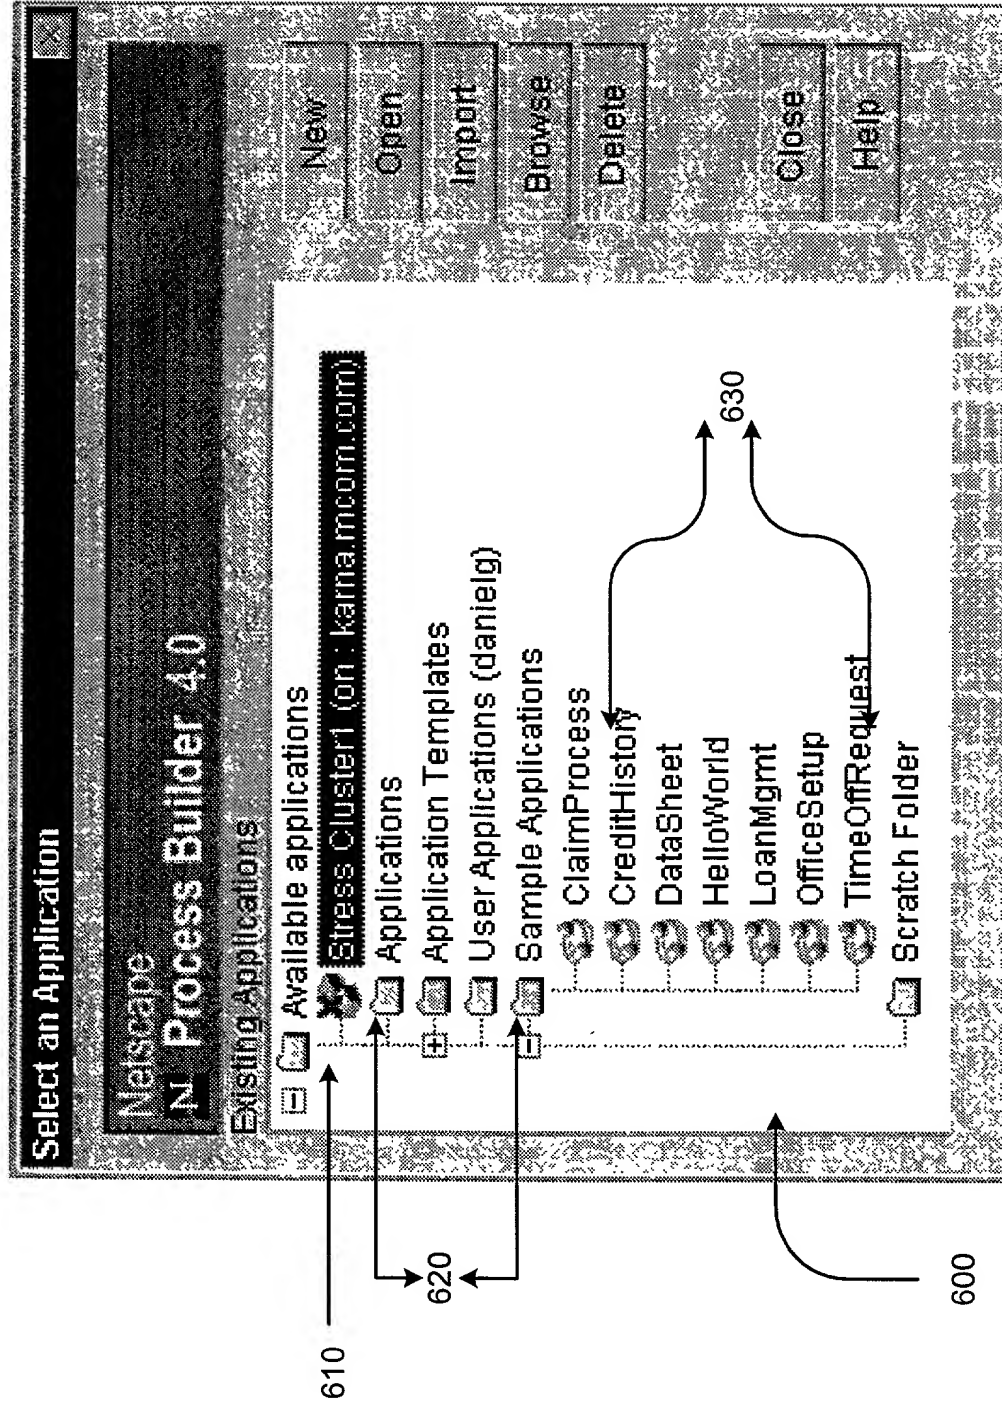 Select an Application
Netscape
N Process Builder 4.0
Existing Applications
Available applications
Stress Cluster1 (on : karna.mcom.com)
Applications
Application Templates
User Applications (danielg)
Sample Applications
ClaimProcess
CreditHistory
DataSheet
HelloWorld
LoanMgmt
OfficeSetup
TimeOffRequest
Scratch Folder
New
Open
Import
Browse
Delete
Close
Help
610
620
630
600